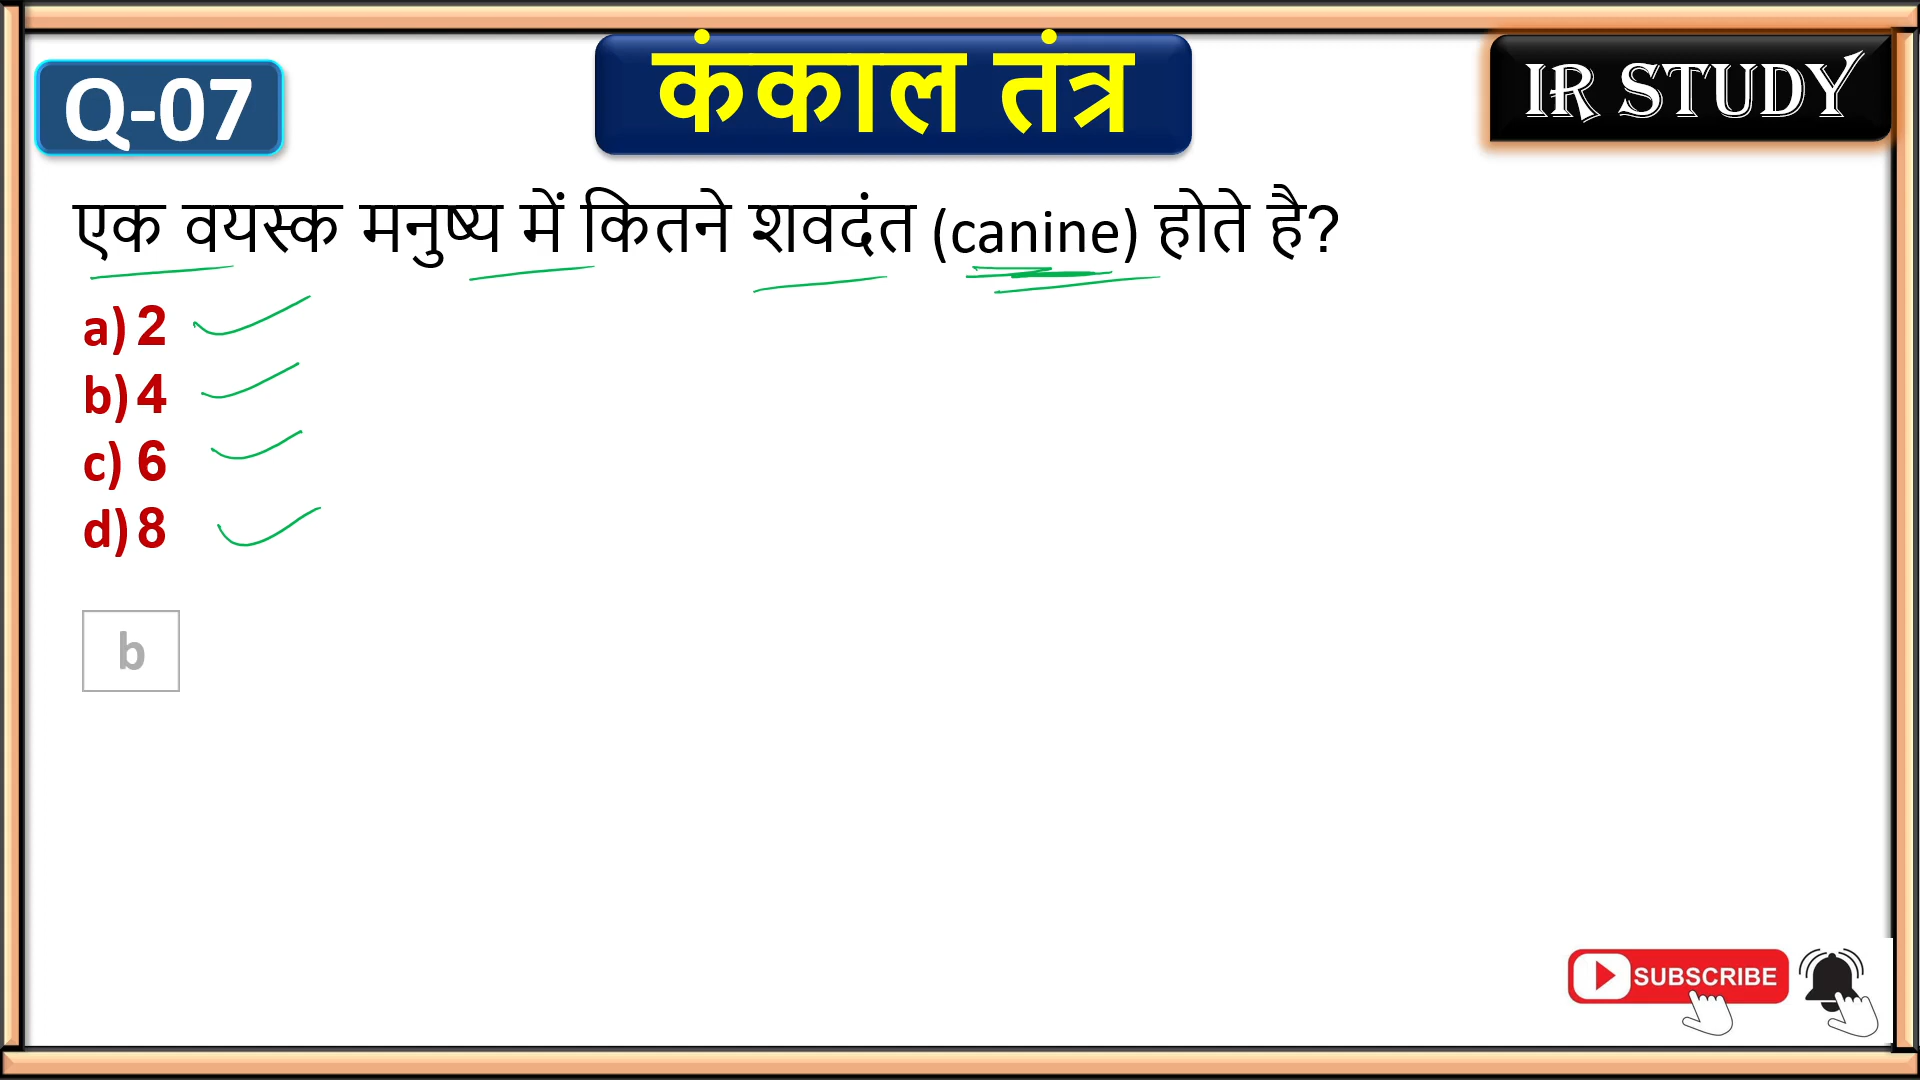 Q-07
कंकाल तंत्र
IR STUDY
एक वयस्क मनुष्य में कितने शवदंत (canine) होते है?
a) 2
b) 4
c) 6
d) 8
b
SUBSCRIBE